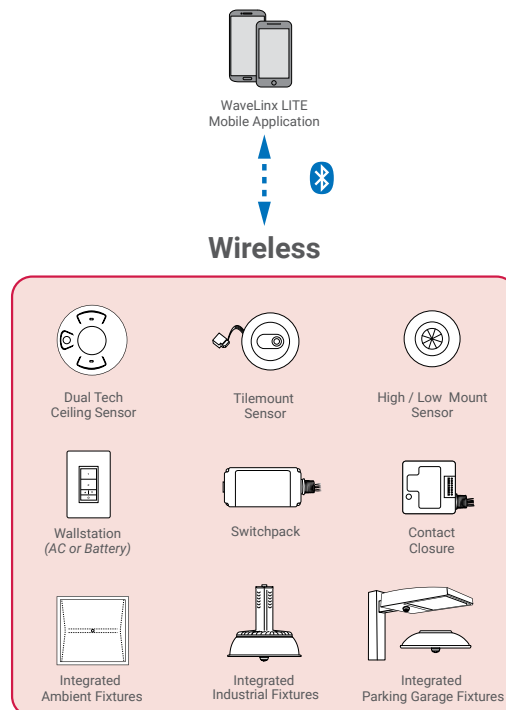 WaveLinx LITE
Mobile Application
Wireless
Dual Tech
Ceiling Sensor
Tilemount
Sensor
High / Low Mount
Sensor
Wallstation
(AC or Battery)
Switchpack
Contact
Closure
Integrated
Ambient Fixtures
Integrated
Industrial Fixtures
Integrated
Parking Garage Fixtures